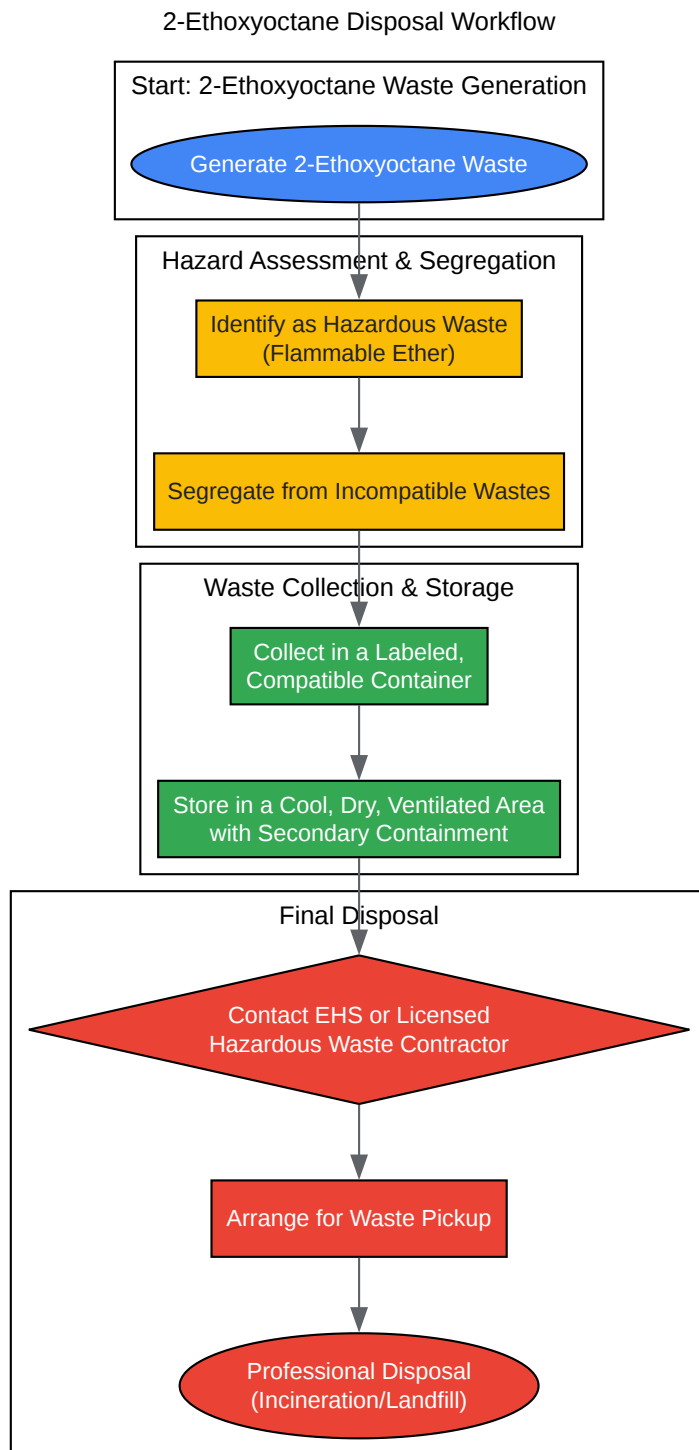 2-Ethoxyoctane Disposal Workflow
Start: 2-Ethoxyoctane Waste Generation
Generate 2-Ethoxyoctane Waste
Hazard Assessment & Segregation
Identify as Hazardous Waste
(Flammable Ether)
Segregate from Incompatible Wastes
Waste Collection & Storage
Collect in a Labeled,
Compatible Container
Store in a Cool, Dry, Ventilated Area
with Secondary Containment
Final Disposal
Contact EHS or Licensed
Hazardous Waste Contractor
Arrange for Waste Pickup
Professional Disposal
(Incineration/Landfill)